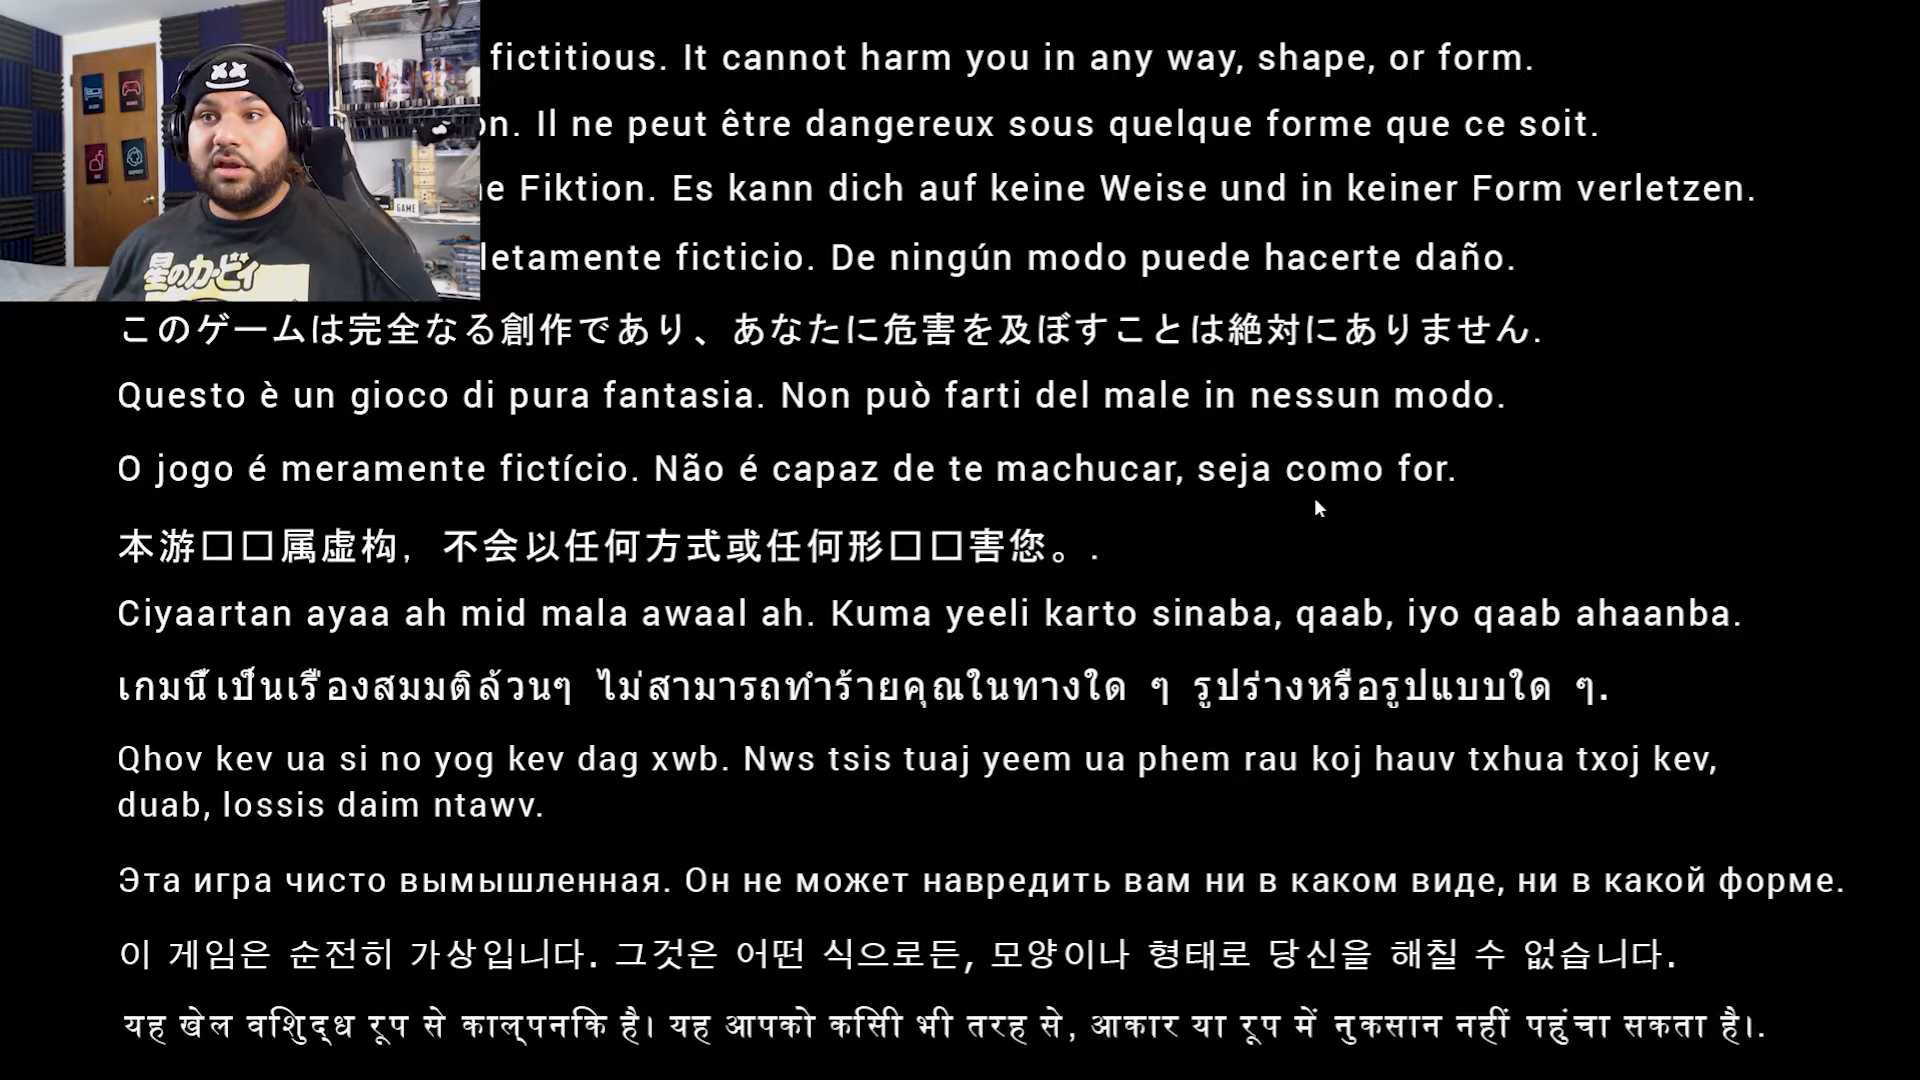 fictitious. It cannot harm you in any way, shape, or form.
on. Il ne peut être dangereux sous quelque forme que ce soit.
ne Fiktion. Es kann dich auf keine Weise und in keiner Form verletzen.
letamente ficticio. De ningún modo puede hacerte daño.
星のカービィ
GAME
このゲームは完全なる創作であり、あなたに危害を及ぼすことは絶対にありません.
Questo è un gioco di pura fantasia. Non può farti del male in nessun modo.
O jogo é meramente fictício. Não é capaz de te machucar, seja como for.
本游□□属虚构，不会以任何方式或任何形□□害您。.
Ciyaartan ayaa ah mid mala awaal ah. Kuma yeeli karto sinaba, qaab, iyo qaab ahaanba.
เกมนี้เป็นเรื่องสมมติล้วนๆ ไม่สามารถทำร้ายคุณในทางใด ๆ รูปร่างหรือรูปแบบใด ๆ.
Qhov kev ua si no yog kev dag xwb. Nws tsis tuaj yeem ua phem rau koj hauv txhua txoj kev,
duab, lossis daim ntawv.
Эта игра чисто вымышленная. Он не может навредить вам ни в каком виде, ни в какой форме.
이 게임은 순전히 가상입니다. 그것은 어떤 식으로든, 모양이나 형태로 당신을 해칠 수 없습니다.
यह खेल विशुद्ध रूप से काल्पनिक है। यह आपको किसी भी तरह से, आकार या रूप में नुकसान नहीं पहुंचा सकता है।.